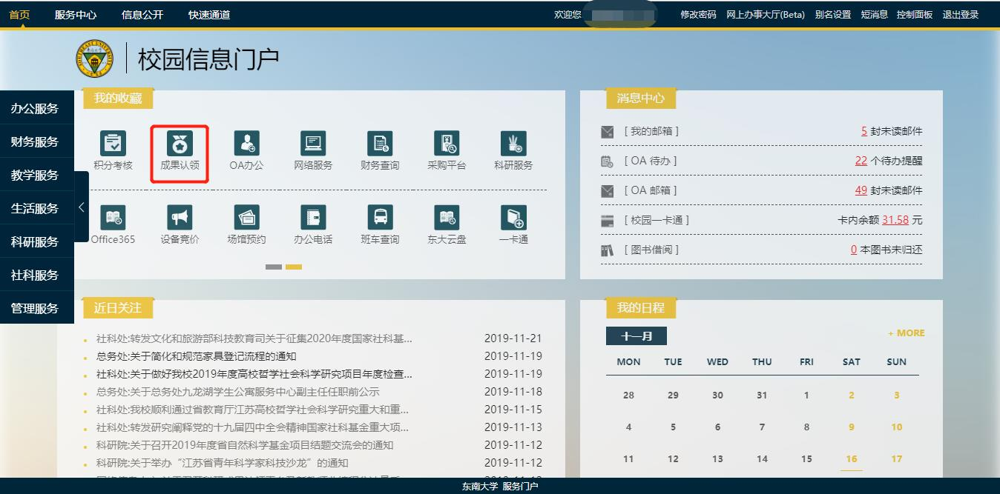 首页 服务中心 信息公开 快速通道 欢迎您 修改密码 网上办事大厅(Beta) 别名设置 短消息 控制面板 退出登录
校园信息门户
办公服务
财务服务
教学服务
生活服务
科研服务
社科服务
管理服务
我的收藏
积分考核 成果认领 OA办公 网络服务 财务查询 采购平台 科研服务
Office365 设备竞价 场馆预约 办公电话 班车查询 东大云盘 一卡通
消息中心
[ 我的邮箱 ] 5 封未读邮件
[ OA 待办 ] 22 个待办提醒
[ OA 邮箱 ] 49 封未读邮件
[ 校园一卡通 ] 卡内余额 31.58 元
[ 图书借阅 ] 0 本图书未归还
近日关注
社科处:转发文化和旅游部科技教育司关于征集2020年度国家社科基... 2019-11-21
总务处:关于简化和规范家具登记流程的通知 2019-11-19
社科处:关于做好我校2019年度高校哲学社会科学研究项目年度检查... 2019-11-19
总务处:关于总务处九龙湖学生公寓服务中心副主任任职前公示 2019-11-18
社科处:我校顺利通过省教育厅江苏高校哲学社会科学研究重大和重... 2019-11-15
社科处:转发研究阐释党的十九届四中全会精神国家社科基金重大项... 2019-11-13
科研院:关于召开2019年度省自然科学基金项目结题交流会的通知 2019-11-12
科研院:关于举办“江苏省青年科学家科技沙龙”的通知 2019-11-12
我的日程
十一月 + MORE
MON TUE WED THU FRI SAT SUN
28 29 30 31 1 2 3
4 5 6 7 8 9 10
11 12 13 14 15 16 17
东南大学 服务门户